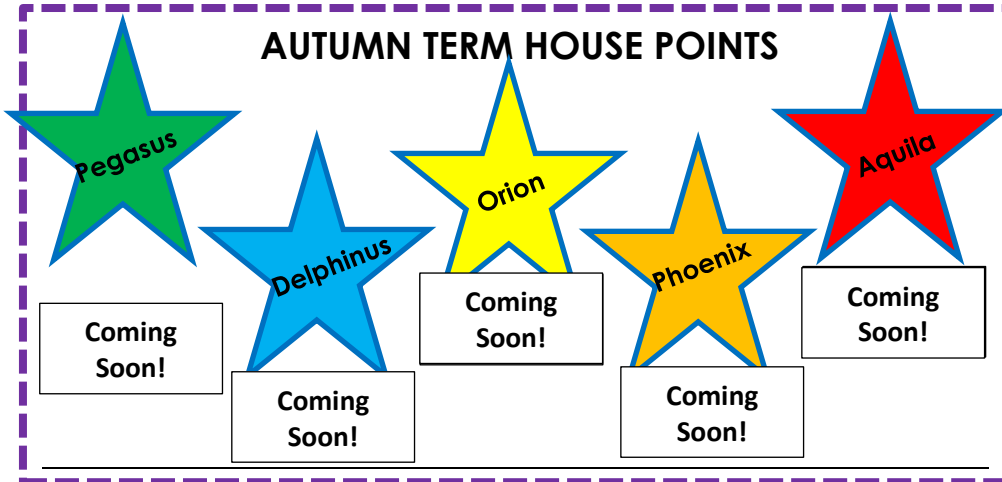 AUTUMN TERM HOUSE POINTS
Pegasus
Delphinus
Orion
Phoenix
Aquila
Coming
Soon!
Coming
Soon!
Coming
Soon!
Coming
Soon!
Coming
Soon!